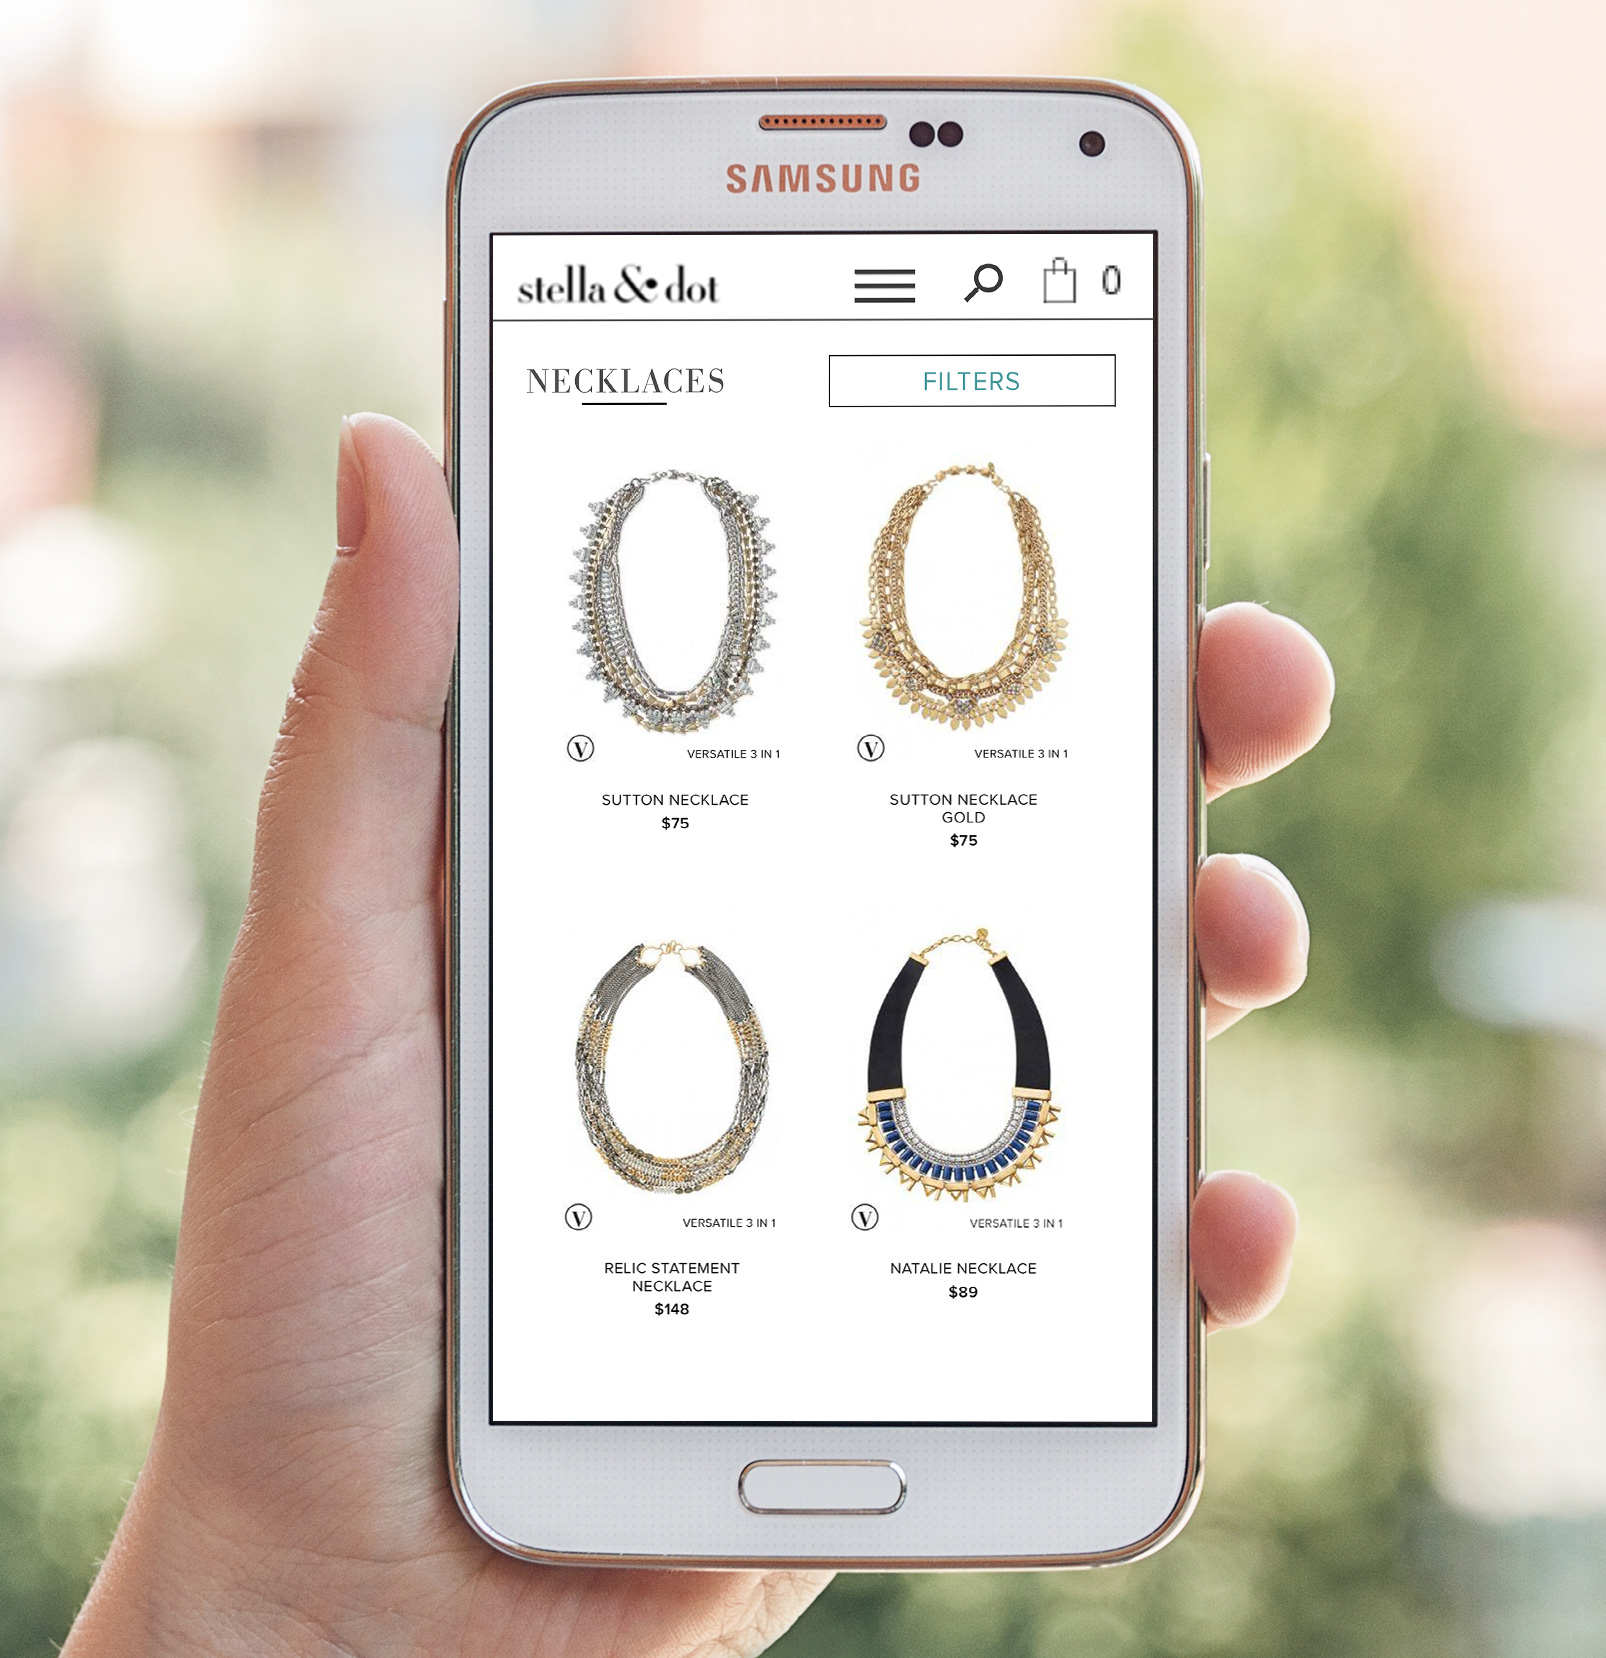 SAMSUNG
stella & dot
0
NECKLACES
FILTERS
V
VERSATILE 3 IN 1
SUTTON NECKLACE
$75
V
VERSATILE 3 IN 1
SUTTON NECKLACE
GOLD
$75
V
VERSATILE 3 IN 1
RELIC STATEMENT
NECKLACE
$148
V
VERSATILE 3 IN 1
NATALIE NECKLACE
$89